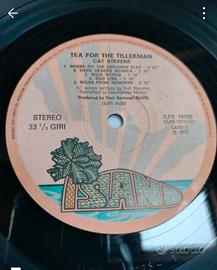 TEA FOR THE TILLERMAN
CAT STEVENS
1. WHERE DO THE CHILDREN PLAY
2. HARD HEADED WOMAN
3. WILD WORLD
4. SAD LISA
5. MILES FROM NOWHERE
All songs written by Cat Stevens
Produced by Paul Samwell-Smith
STEREO
33 1/3 GIRI
ILPS 19135
LATO 1
ISLAND